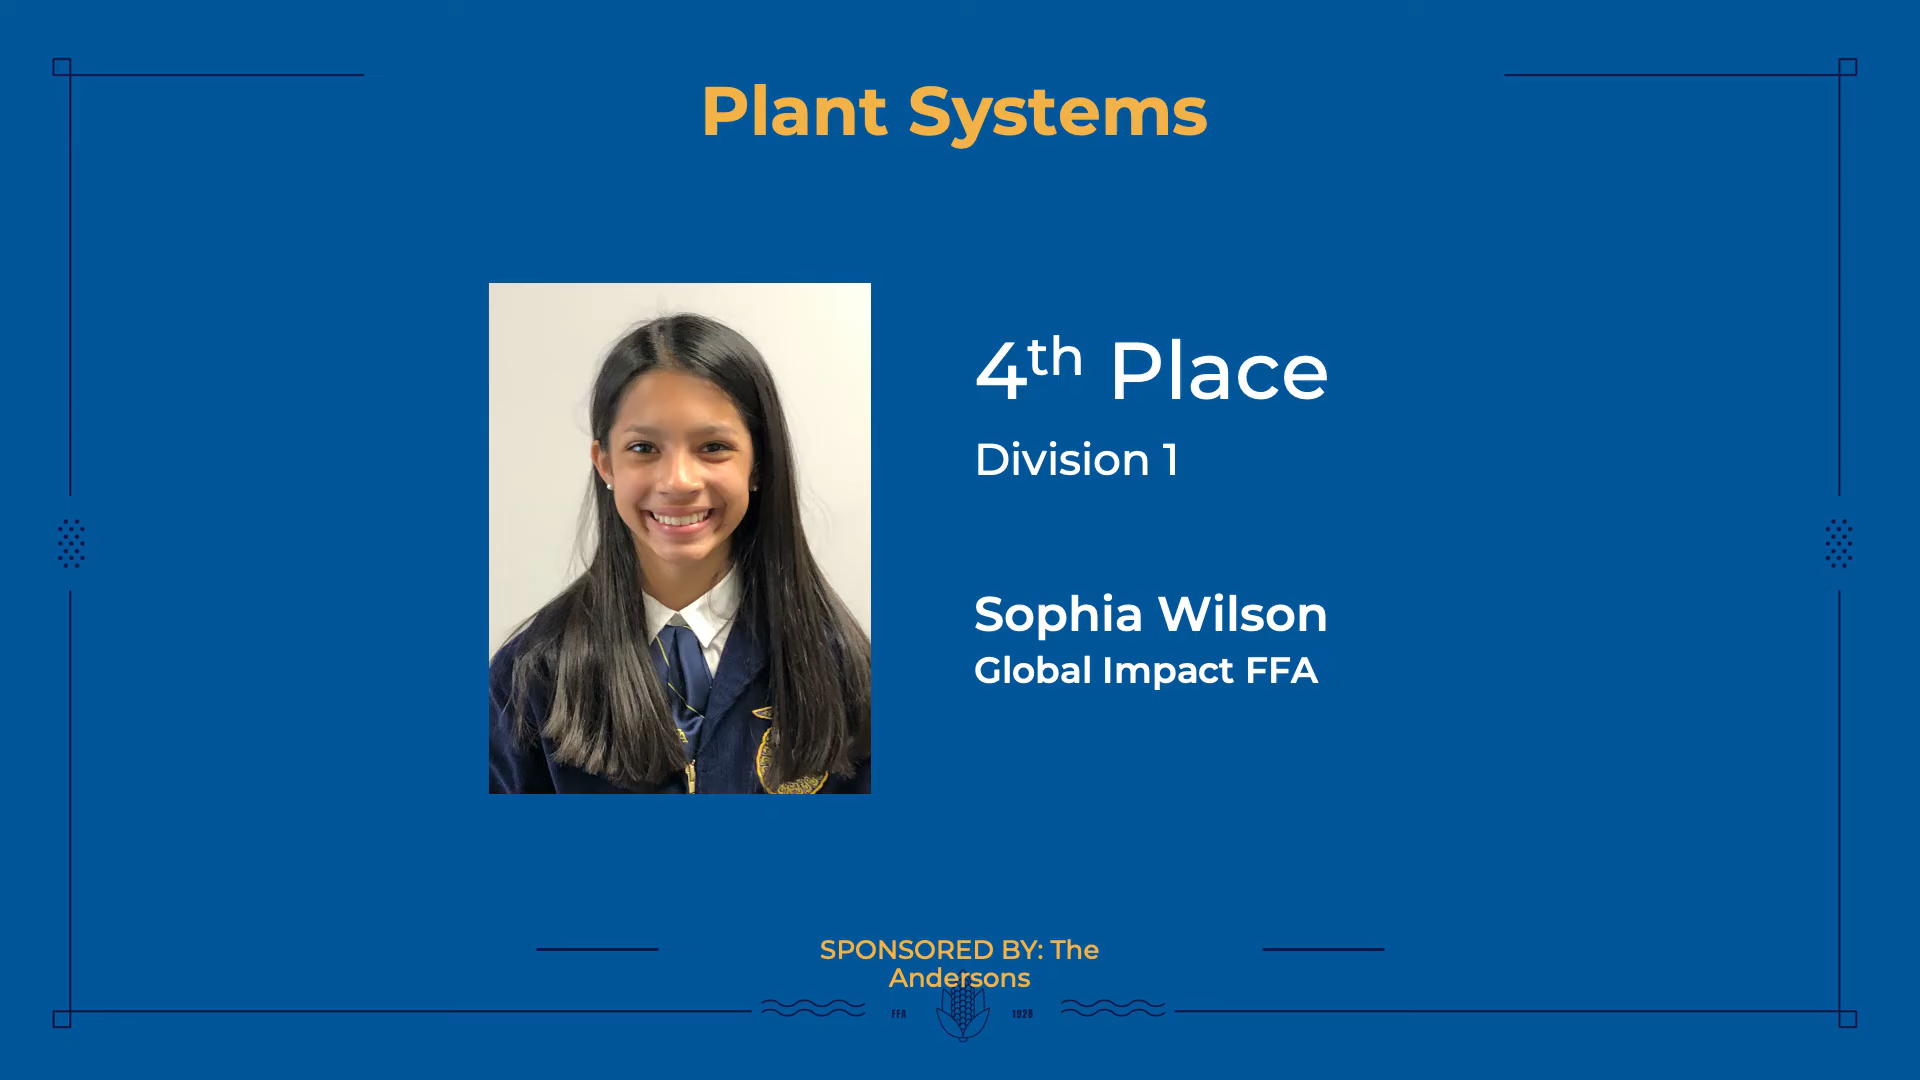 Plant Systems
4th Place
Division 1
Sophia Wilson
Global Impact FFA
SPONSORED BY: The
Andersons
FFA 1928